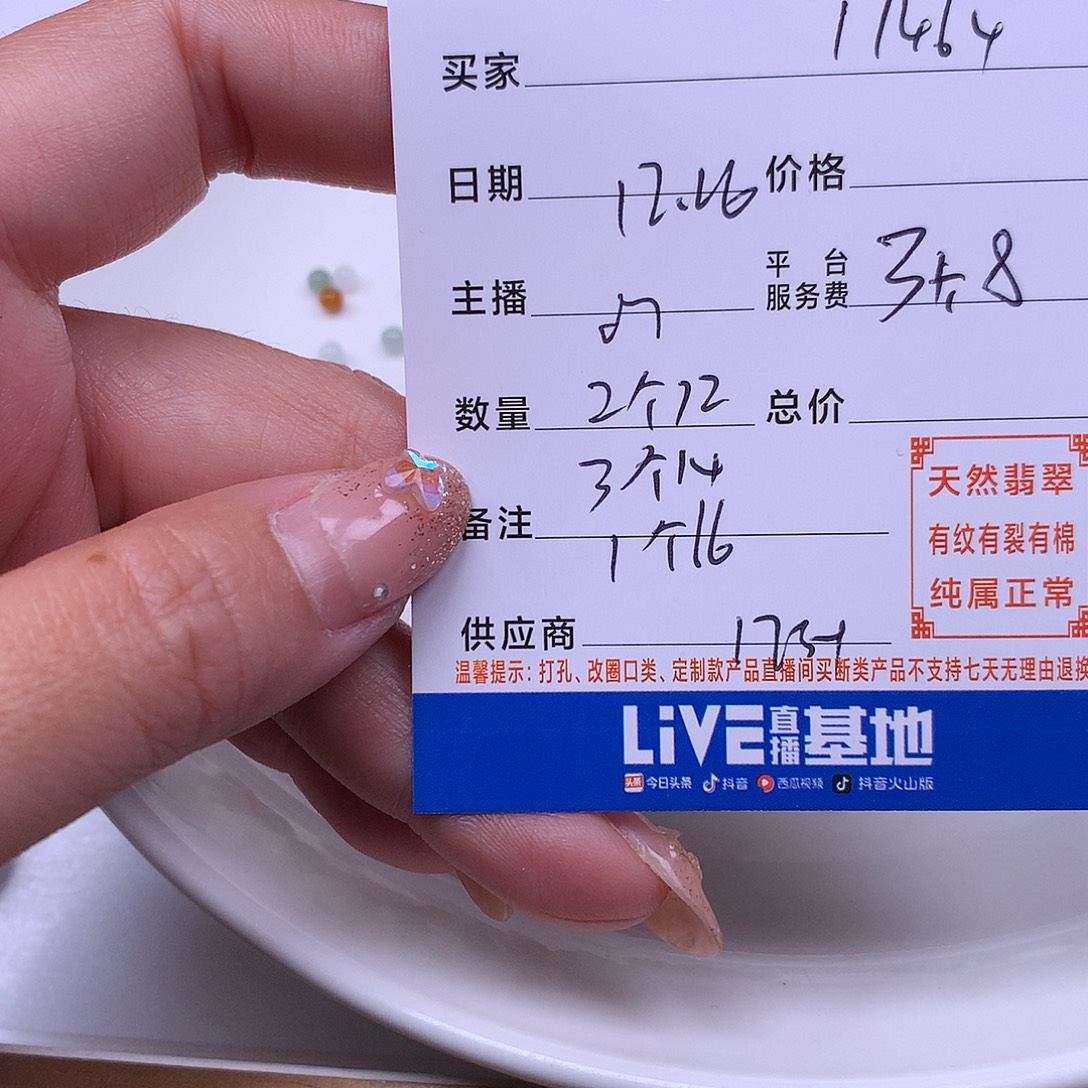 买家 17464
日期 12.16 价格
主播 平台服务费
数量 2个12 总价
3个14
备注
1个16
供应商
天然翡翠
有纹有裂有棉
纯属正常
温馨提示：打孔、改圈口类、定制款产品直播间买断类产品不支持七天无理由退换
LiVE直播基地
头条 今日头条 抖音 西瓜视频 抖音火山版